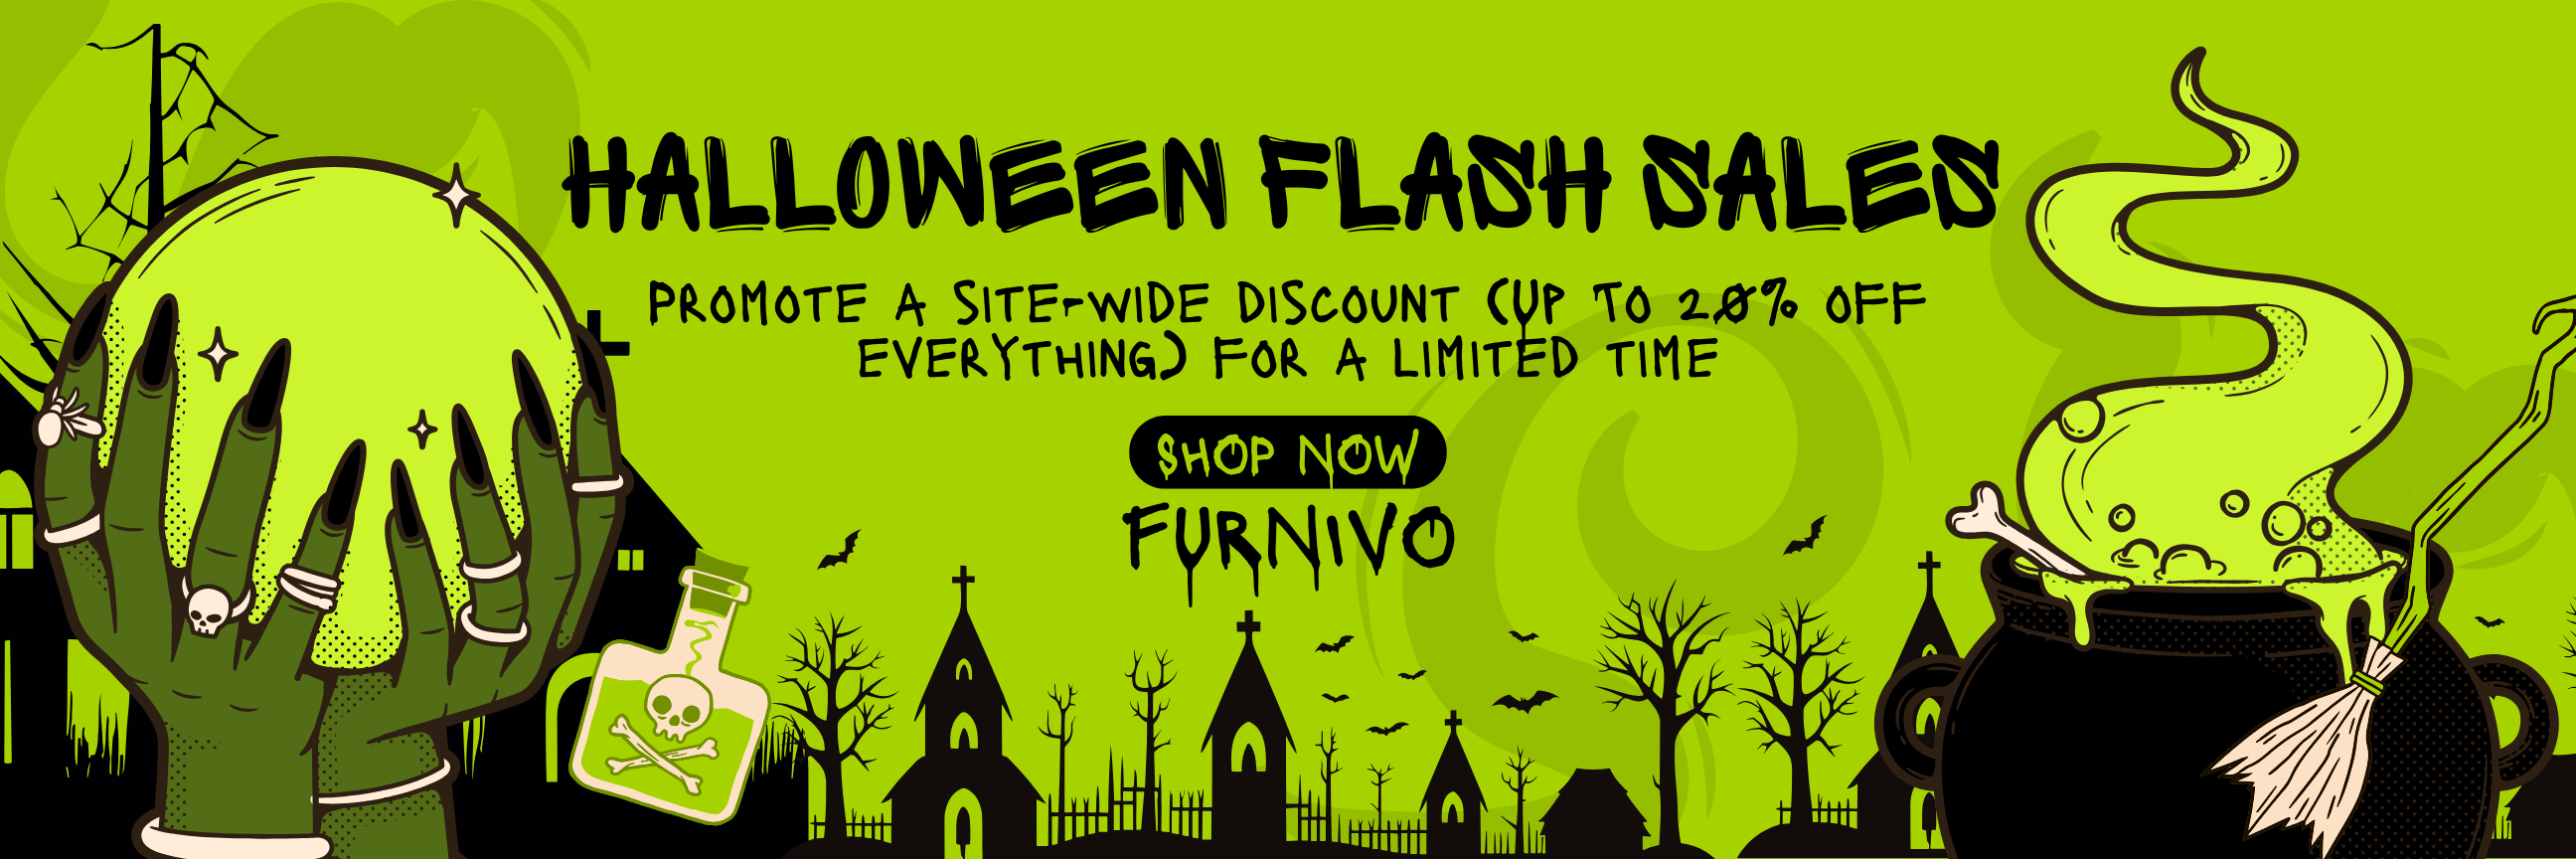 HALLOWEEN FLASH SALES
PROMOTE A SITE-WIDE DISCOUNT (UP TO 20% OFF
EVERYTHING) FOR A LIMITED TIME
SHOP NOW
FURNIVO